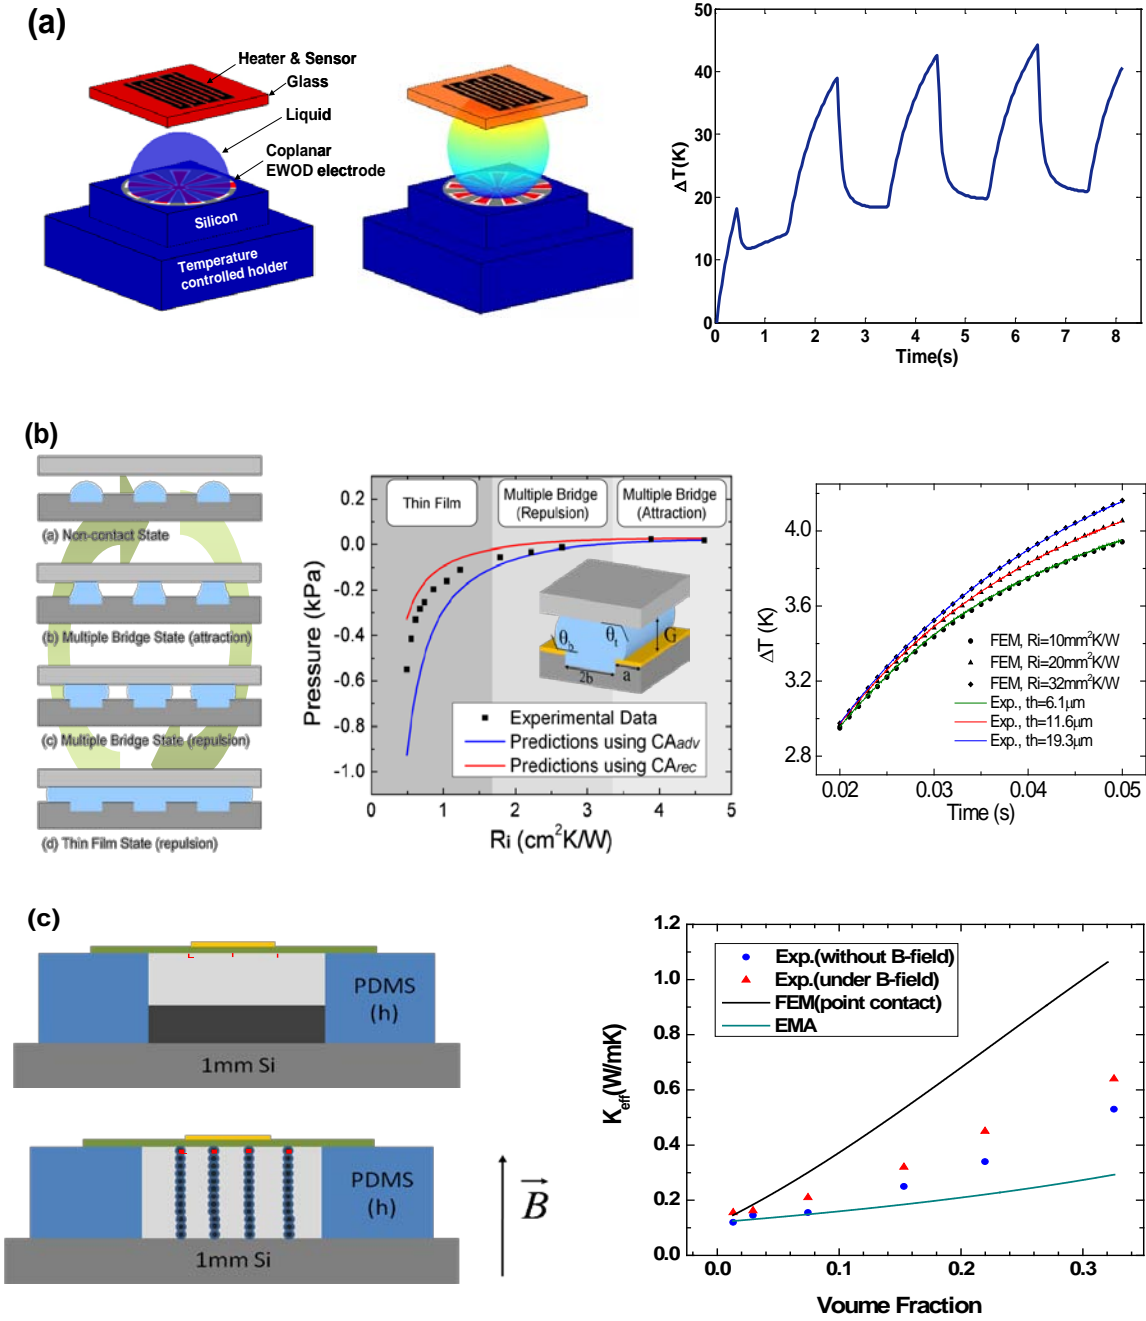 (a)
Heater & Sensor
Glass
Liquid
Coplanar
EWOD electrode
Silicon
Temperature
controlled holder
50
40
30
20
10
0
ΔT(K)
0 1 2 3 4 5 6 7 8
Time(s)
(b)
(a) Non-contact State
(b) Multiple Bridge State (attraction)
(c) Multiple Bridge State (repulsion)
(d) Thin Film State (repulsion)
Thin Film
Multiple Bridge
(Repulsion)
Multiple Bridge
(Attraction)
0.2
0.0
-0.2
-0.4
-0.6
-0.8
-1.0
Pressure (kPa)
θb
θt
G
2b
a
Experimental Data
Predictions using CAadv
Predictions using CArec
0 1 2 3 4 5
Ri (cm²K/W)
4.0
3.6
3.2
2.8
ΔT (K)
FEM, Ri=10mm²K/W
FEM, Ri=20mm²K/W
FEM, Ri=32mm²K/W
Exp., th=6.1μm
Exp., th=11.6μm
Exp., th=19.3μm
0.02 0.03 0.04 0.05
Time (s)
(c)
PDMS
(h)
1mm Si
PDMS
(h)
1mm Si
B
1.2
1.0
0.8
0.6
0.4
0.2
0.0
Keff(W/mK)
Exp.(without B-field)
Exp.(under B-field)
FEM(point contact)
EMA
0.0 0.1 0.2 0.3
Voume Fraction